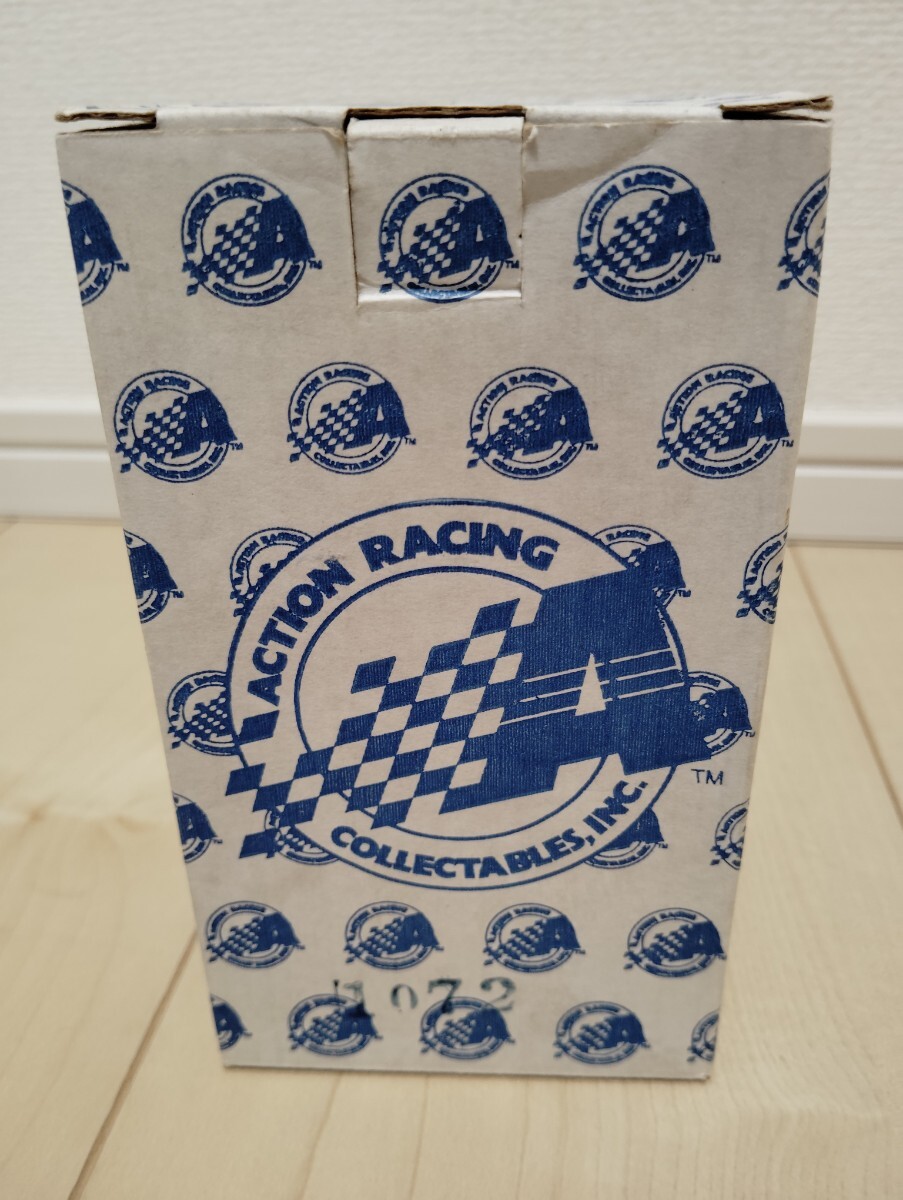 ACTION RACING
COLLECTABLES, INC.
TM
1072